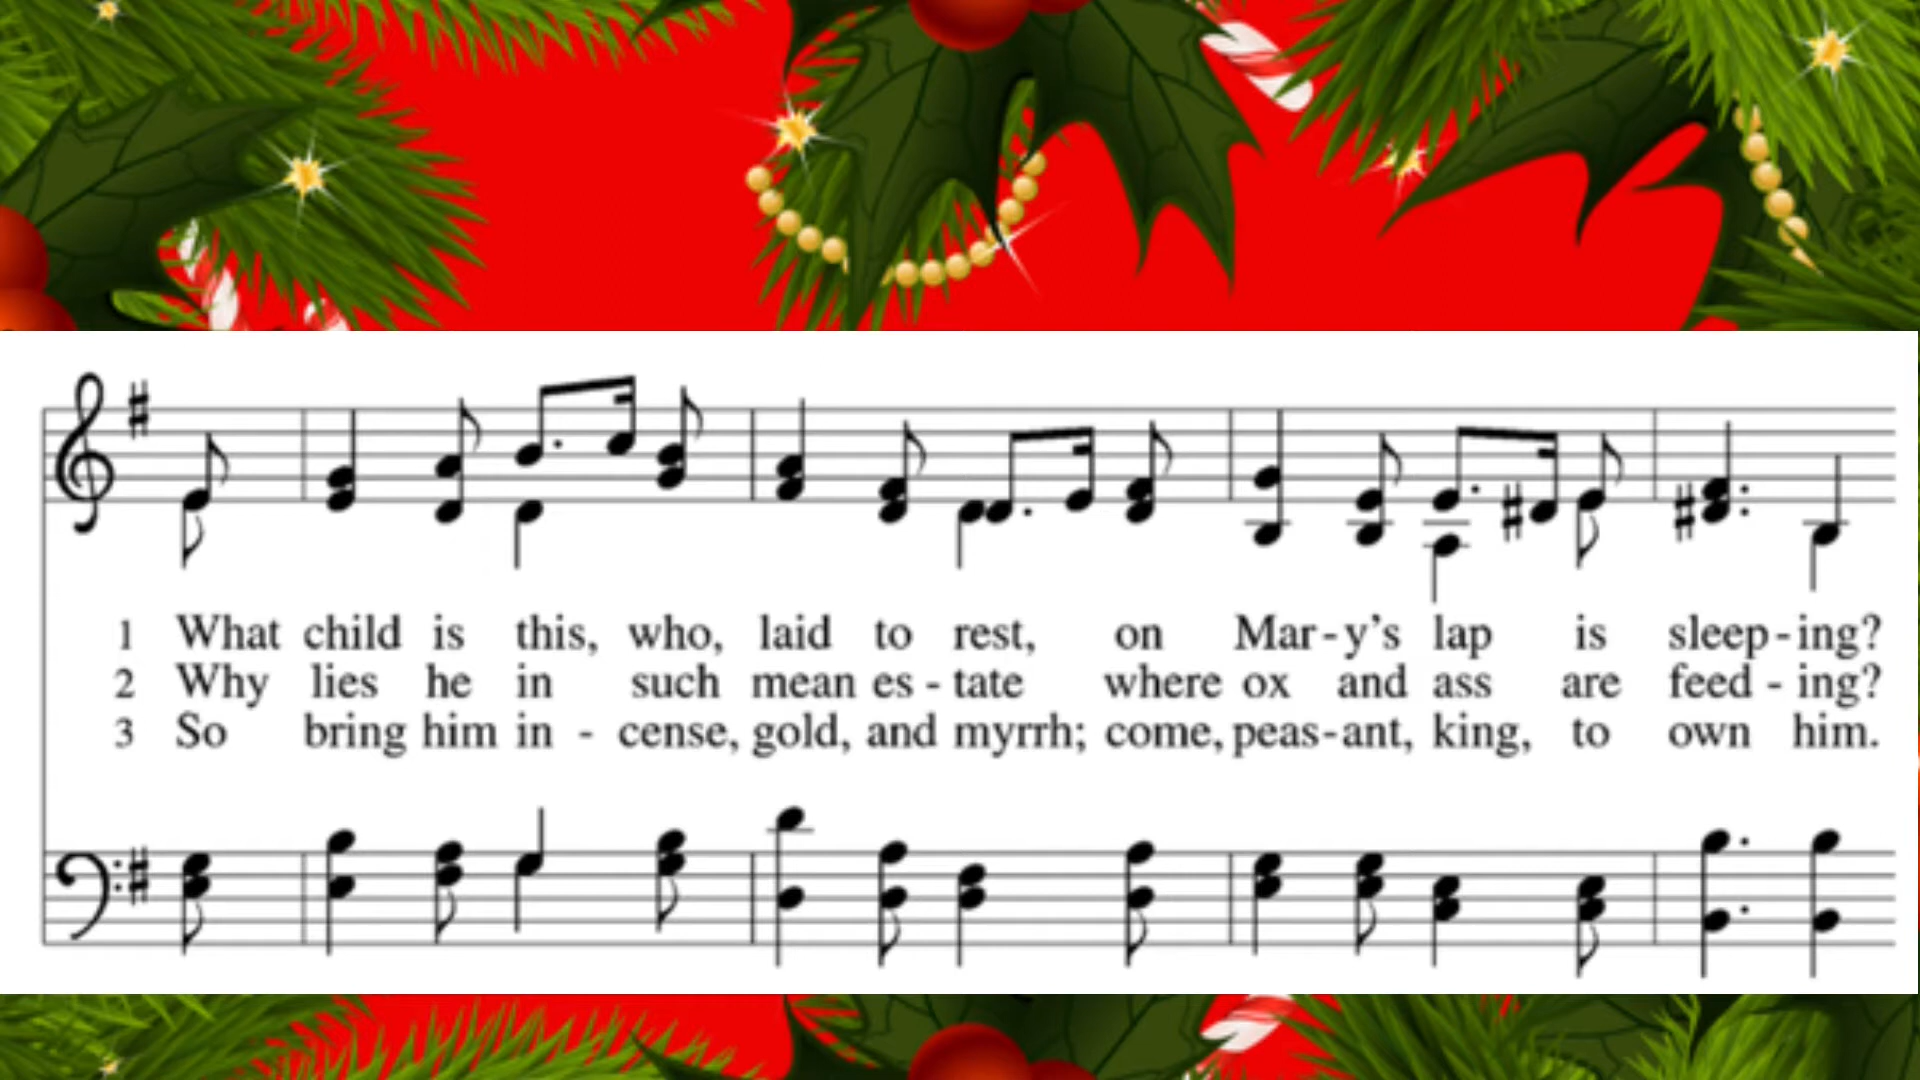 1 What child is this, who, laid to rest, on Mar-y's lap is sleep-ing?
2 Why lies he in such mean es-tate where ox and ass are feed-ing?
3 So bring him in-cense, gold, and myrrh; come, peas-ant, king, to own him.